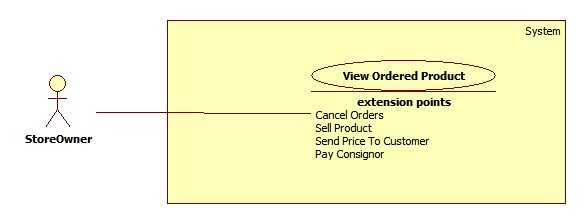 System
View Ordered Product
extension points
Cancel Orders
Sell Product
Send Price To Customer
Pay Consignor
StoreOwner